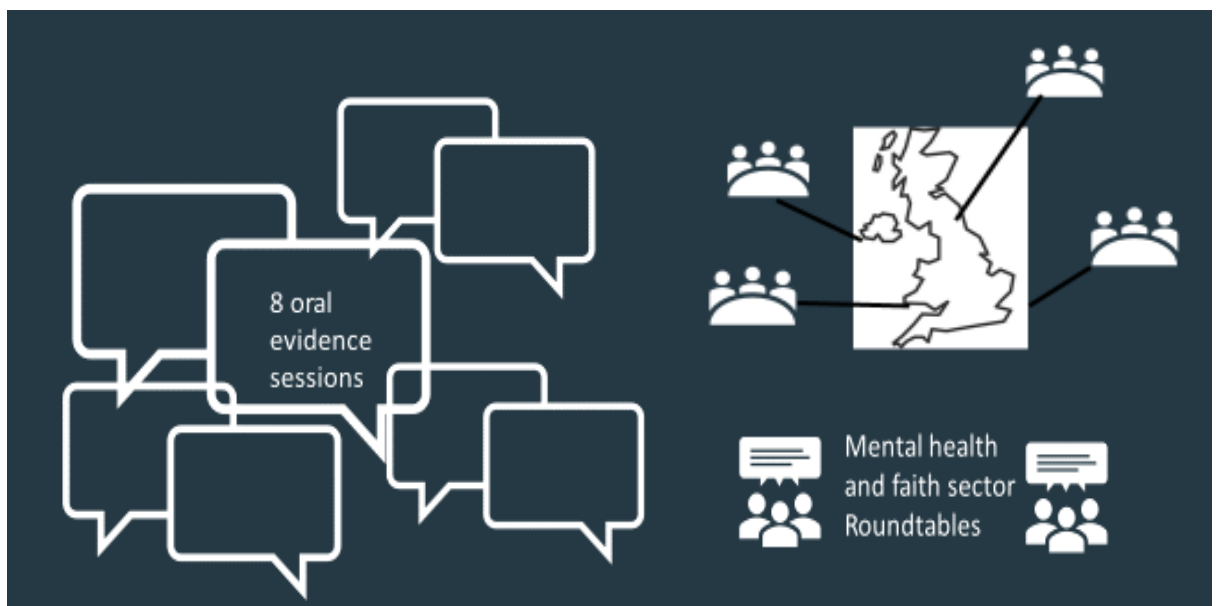 8 oral
evidence
sessions
Mental health
and faith sector
Roundtables